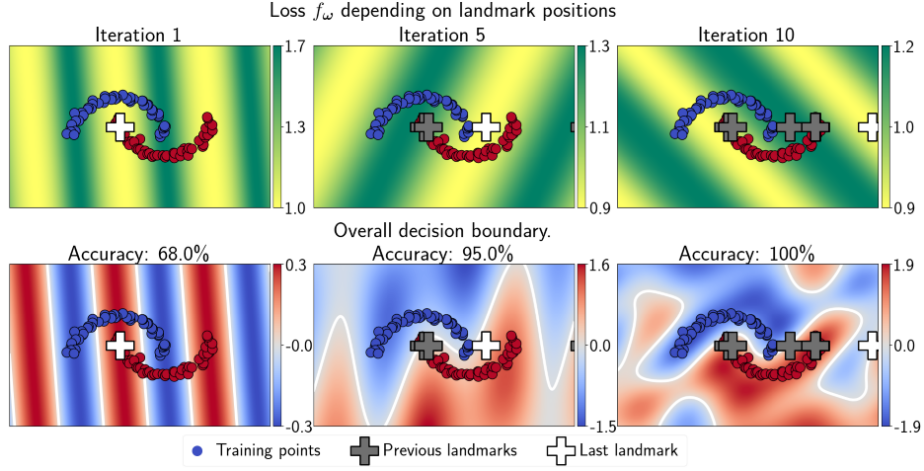 Loss f_ω depending on landmark positions
Iteration 1
Iteration 5
Iteration 10
1.7
1.3
1.0
1.3
1.1
0.9
1.2
1.0
0.9
Overall decision boundary.
Accuracy: 68.0%
Accuracy: 95.0%
Accuracy: 100%
0.3
-0.0
-0.3
1.6
0.0
-1.5
1.9
0.0
-1.9
Training points
Previous landmarks
Last landmark